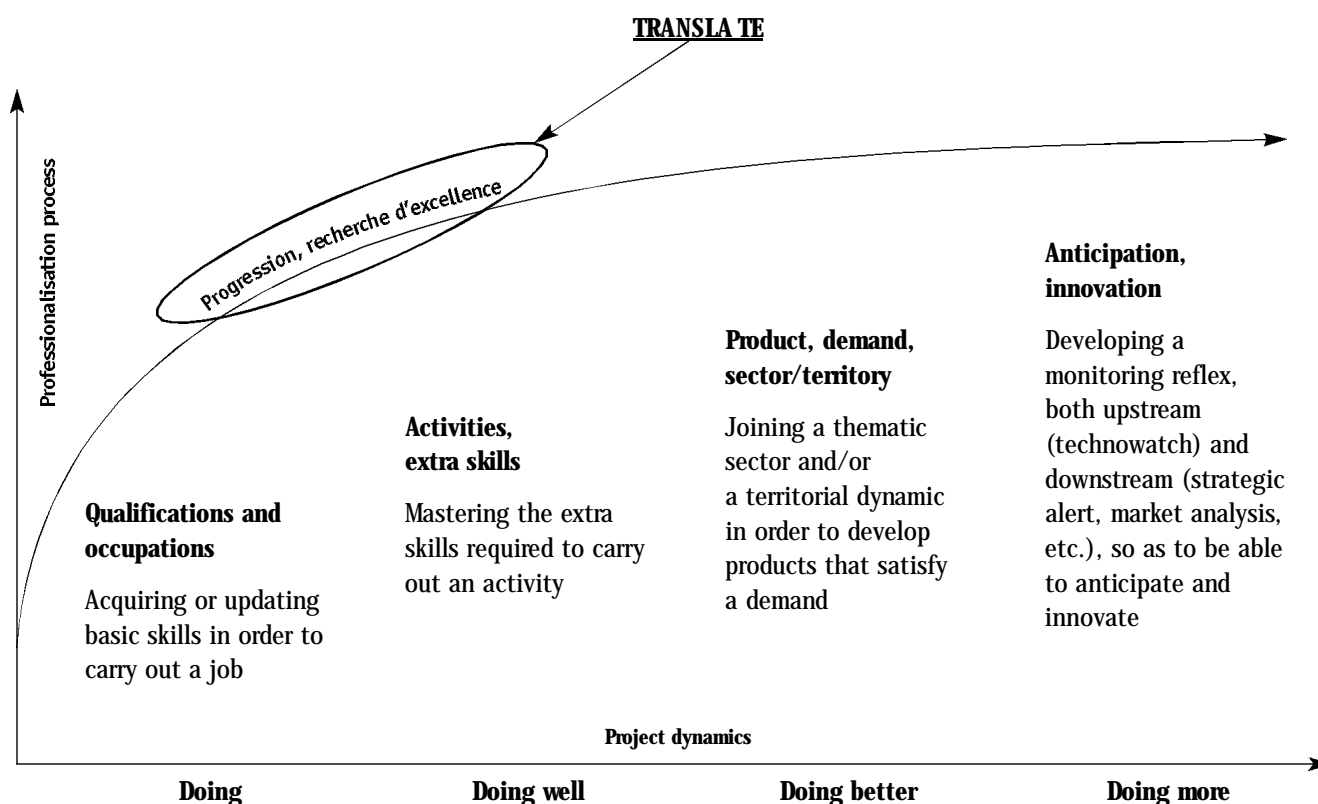 TRANSLA TE
Professionalisation process
Progression, recherche d'excellence
Qualifications and
occupations
Acquiring or updating
basic skills in order to
carry out a job
Activities,
extra skills
Mastering the extra
skills required to carry
out an activity
Product, demand,
sector/territory
Joining a thematic
sector and/or
a territorial dynamic
in order to develop
products that satisfy
a demand
Anticipation,
innovation
Developing a
monitoring reflex,
both upstream
(technowatch) and
downstream (strategic
alert, market analysis,
etc.), so as to be able
to anticipate and
innovate
Project dynamics
Doing
Doing well
Doing better
Doing more